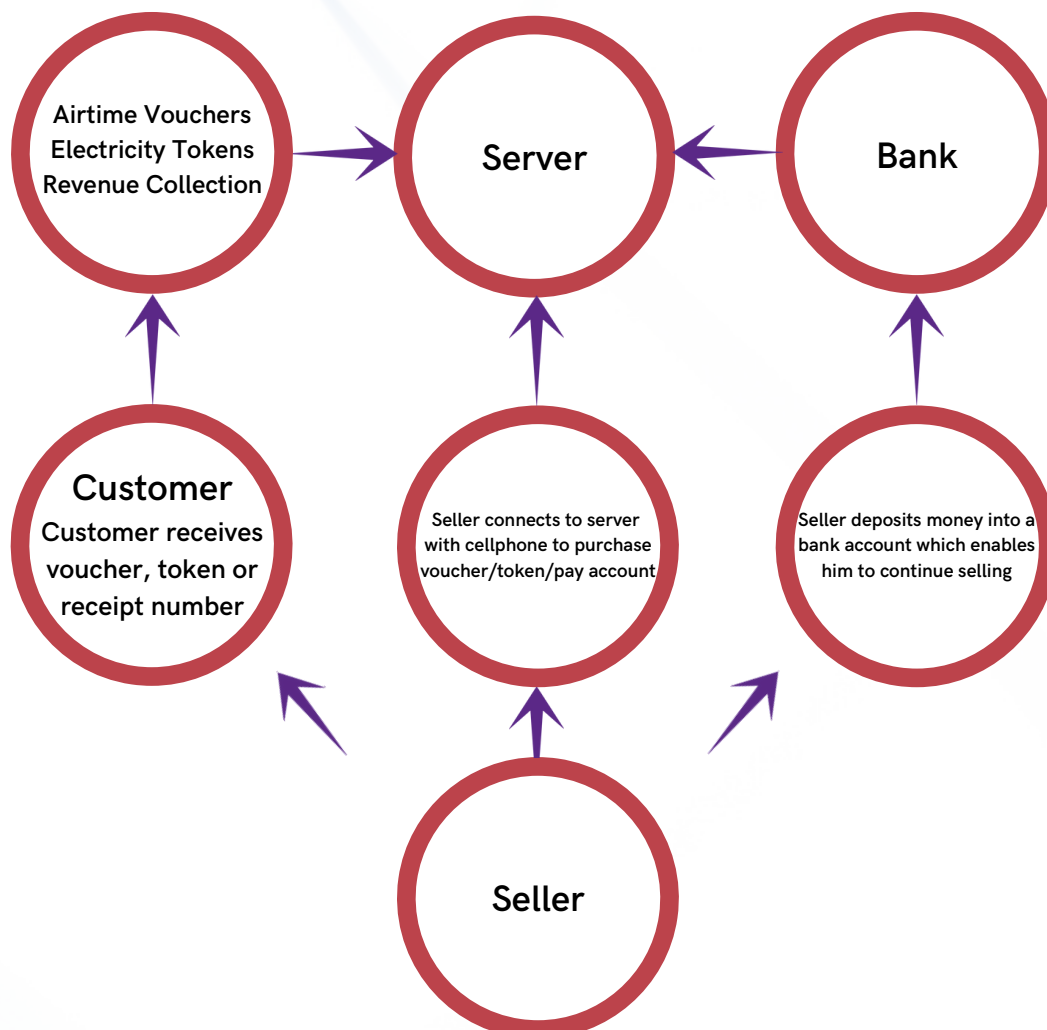 Airtime Vouchers
Electricity Tokens
Revenue Collection
Server
Bank
Customer
Customer receives
voucher, token or
receipt number
Seller connects to server
with cellphone to purchase
voucher/token/pay account
Seller deposits money into a
bank account which enables
him to continue selling
Seller